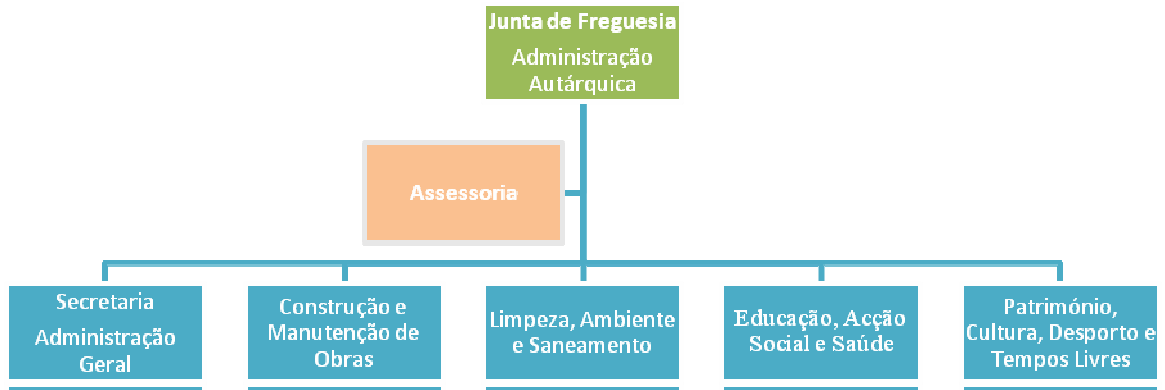 Junta de Freguesia
Administração
Autárquica
Assessoria
Secretaria
Administração
Geral
Construção e
Manutenção de
Obras
Limpeza, Ambiente
e Saneamento
Educação, Acção
Social e Saúde
Património,
Cultura, Desporto e
Tempos Livres